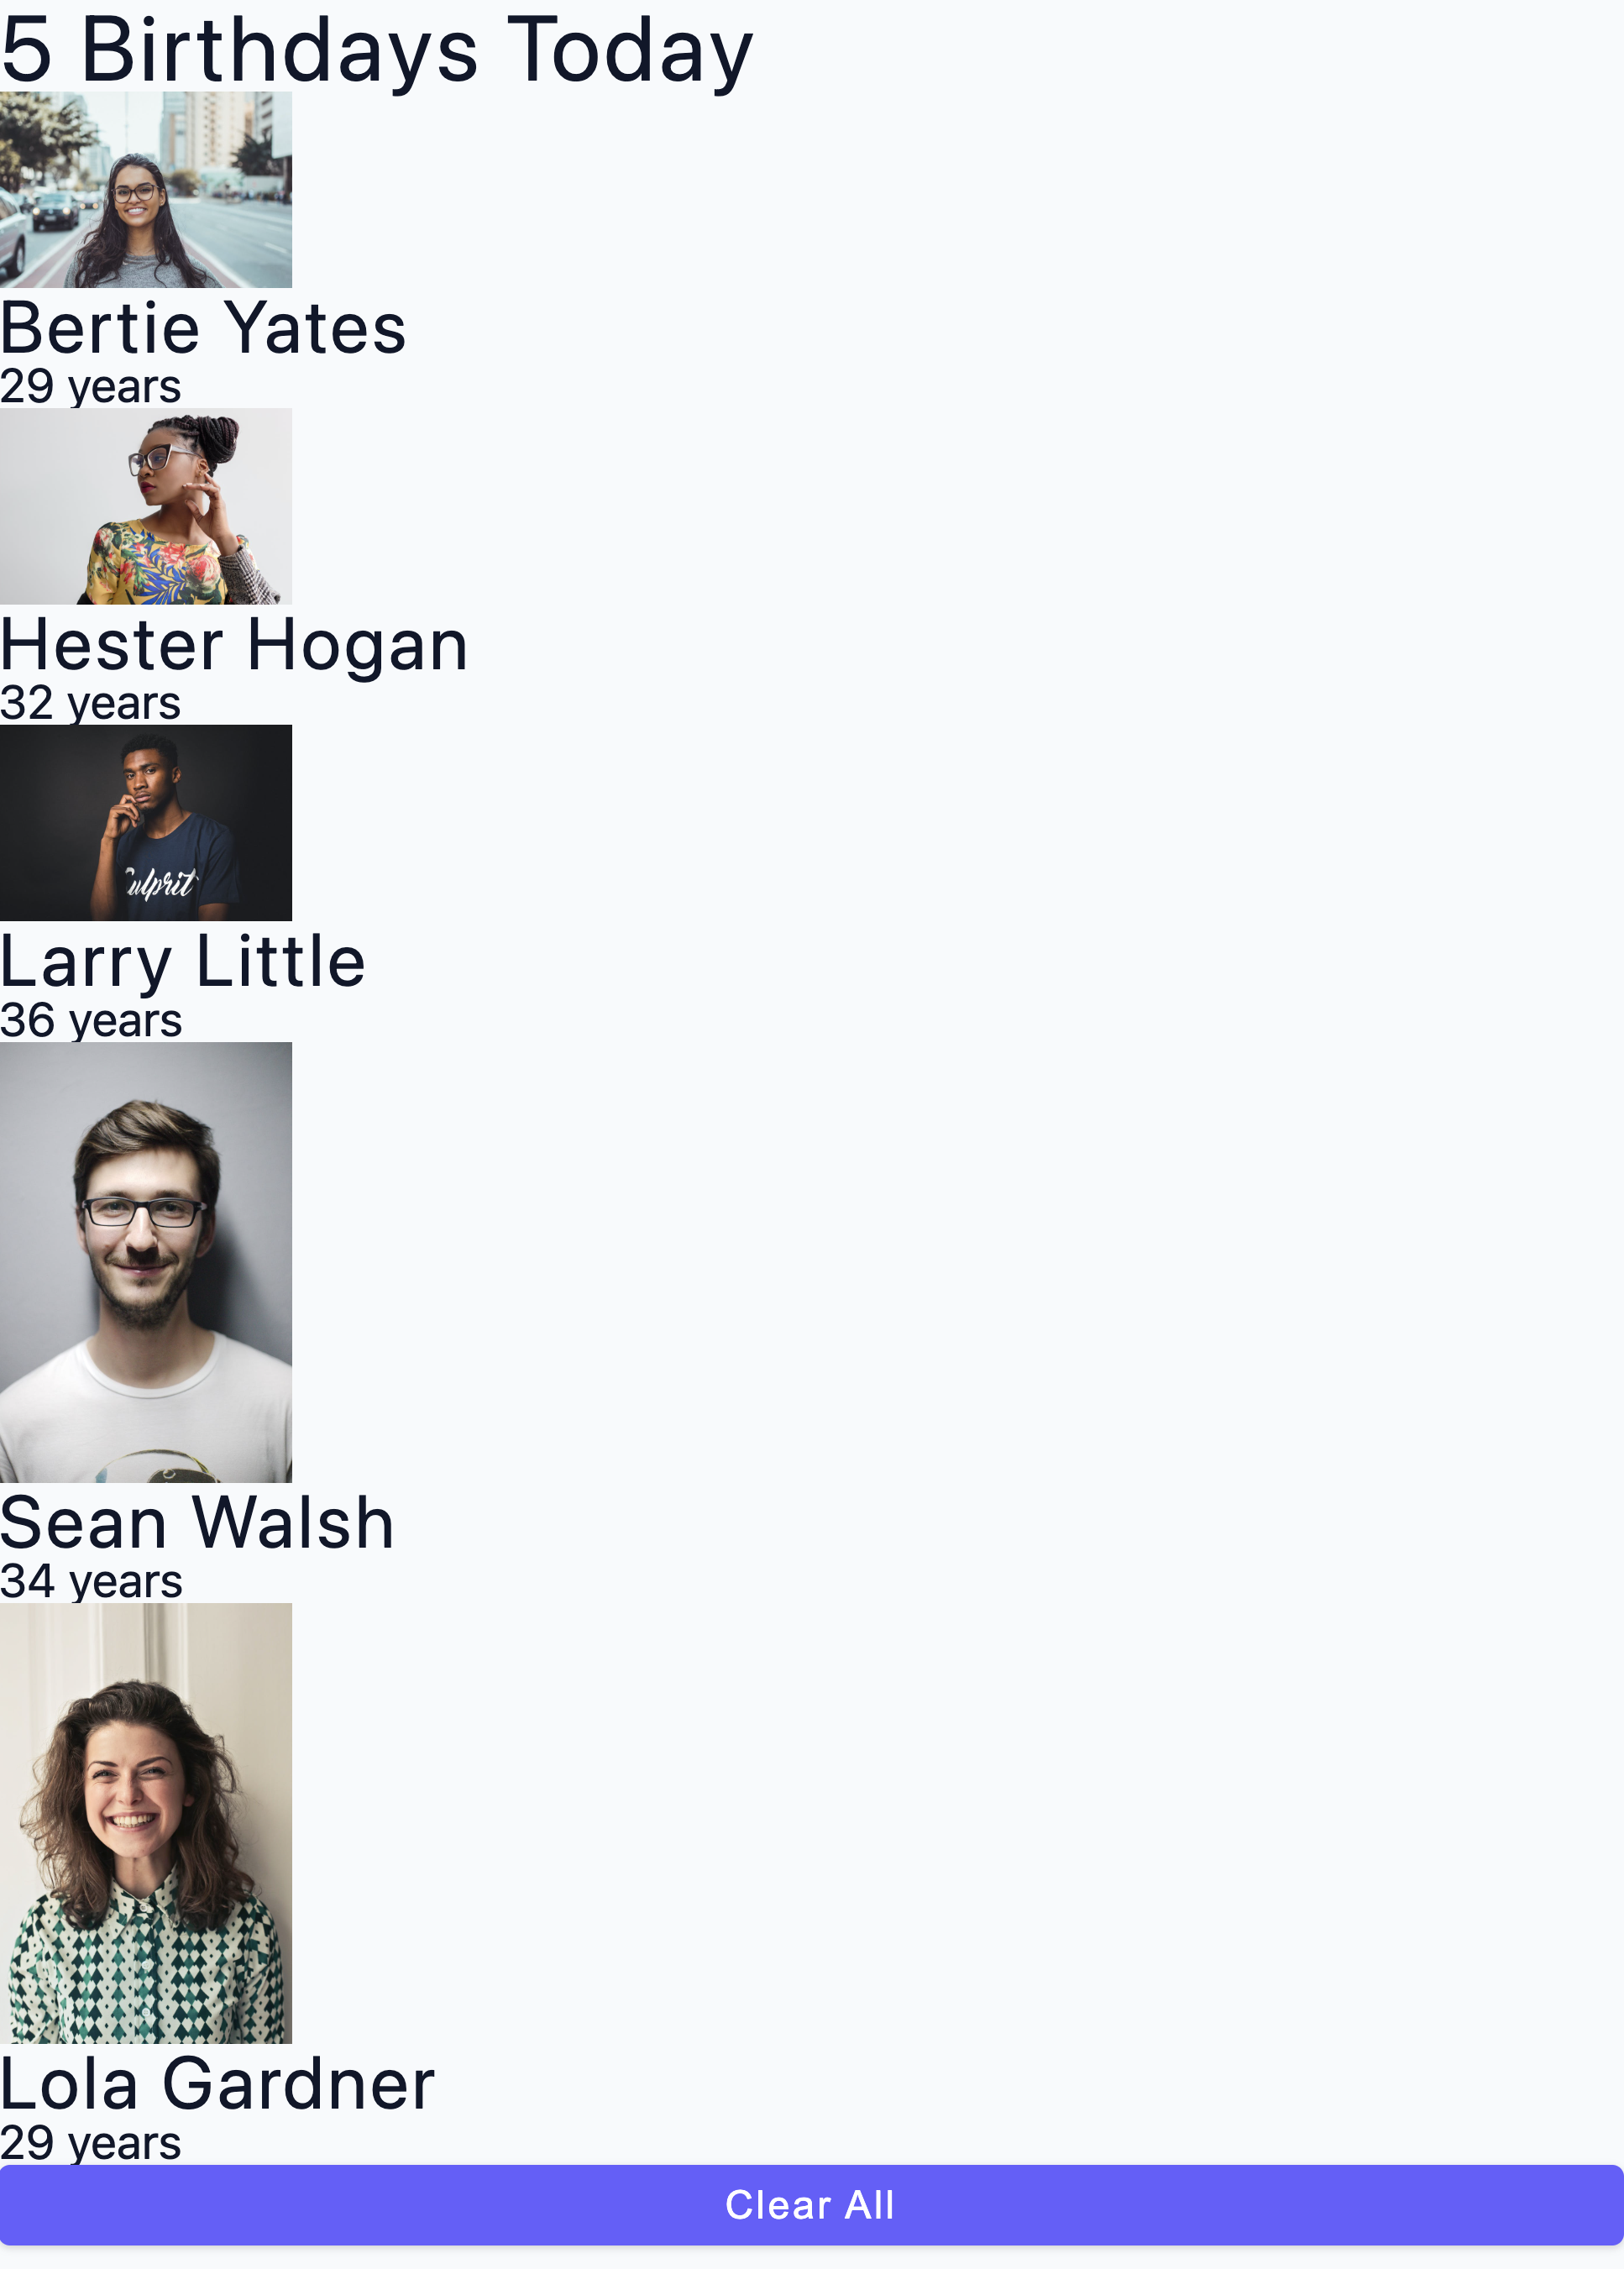 5 Birthdays Today
Bertie Yates
29 years
Hester Hogan
32 years
Culprit
Larry Little
36 years
Sean Walsh
34 years
Lola Gardner
29 years
Clear All